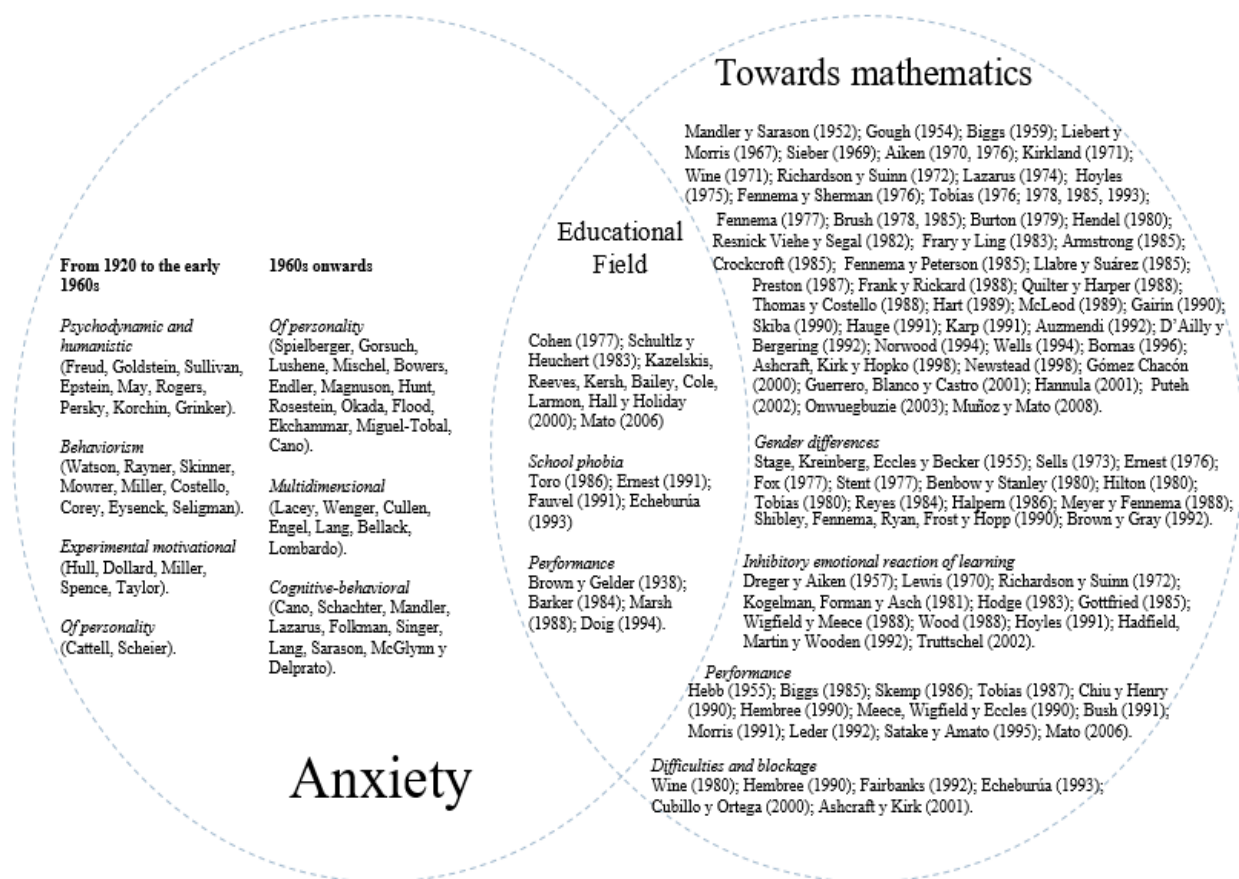 Towards mathematics
Mandler y Sarason (1952); Gough (1954); Biggs (1959); Liebert y
Morris (1967); Sieber (1969); Aiken (1970, 1976); Kirkland (1971);
Wine (1971); Richardson y Suinn (1972); Lazarus (1974); Hoyles
(1975); Fennema y Sherman (1976); Tobias (1976; 1978, 1985, 1993);
Fennema (1977); Brush (1978, 1985); Burton (1979); Hendel (1980);
Resnick Viehe y Segal (1982); Frary y Ling (1983); Armstrong (1985);
Crockcroft (1985); Fennema y Peterson (1985); Llabre y Suárez (1985);
Preston (1987); Frank y Rickard (1988); Quilter y Harper (1988);
Thomas y Costello (1988); Hart (1989); McLeod (1989); Gairin (1990);
Skiba (1990); Hauge (1991); Karp (1991); Auzmendi (1992); D'Ailly y
Bergering (1992); Norwood (1994); Wells (1994); Bornas (1996);
Ashcraft, Kirk y Hopko (1998); Newstead (1998); Gómez Chacón
(2000); Guerrero, Blanco y Castro (2001); Hannula (2001); Puteh
(2002); Onwuegbuzie (2003); Muñoz y Mato (2008).
Gender differences
Stage, Kreinberg, Eccles y Becker (1955); Sells (1973); Ernest (1976);
Fox (1977); Stent (1977); Benbow y Stanley (1980); Hilton (1980);
Tobias (1980); Reyes (1984); Halpern (1986); Meyer y Fennema (1988);
Shibley, Fennema, Ryan, Frost y Hopp (1990); Brown y Gray (1992).
Inhibitory emotional reaction of learning
Dreger y Aiken (1957); Lewis (1970); Richardson y Suinn (1972);
Kogelman, Forman y Asch (1981); Hodge (1983); Gottfried (1985);
Wigfield y Meece (1988); Wood (1988); Hoyles (1991); Hadfield,
Martin y Wooden (1992); Truttschel (2002).
Performance
Hebb (1955); Biggs (1985); Skemp (1986); Tobias (1987); Chiu y Henry
(1990); Hembree (1990); Meece, Wigfield y Eccles (1990); Bush (1991);
Morris (1991); Leder (1992); Satake y Amato (1995); Mato (2006).
Difficulties and blockage
Wine (1980); Hembree (1990); Fairbanks (1992); Echeburúa (1993);
Cubillo y Ortega (2000); Ashcraft y Kirk (2001).
Educational
Field
Cohen (1977); Schultlz y
Heuchert (1983); Kazelskis,
Reeves, Kersh, Bailey, Cole,
Larmon, Hall y Holiday
(2000); Mato (2006)
School phobia
Toro (1986); Ernest (1991);
Fauvel (1991); Echeburúa
(1993)
Performance
Brown y Gelder (1938);
Barker (1984); Marsh
(1988); Doig (1994).
From 1920 to the early
1960s
Psychodynamic and
humanistic
(Freud, Goldstein, Sullivan,
Epstein, May, Rogers,
Persky, Korchin, Grinker).
Behaviorism
(Watson, Rayner, Skinner,
Mowrer, Miller, Costello,
Corey, Eysenck, Seligman).
Experimental motivational
(Hull, Dollard, Miller,
Spence, Taylor).
Of personality
(Cattell, Scheier).
1960s onwards
Of personality
(Spielberger, Gorsuch,
Lushene, Mischel, Bowers,
Endler, Magnuson, Hunt,
Rosestein, Okada, Flood,
Ekchammar, Miguel-Tobal,
Cano).
Multidimensional
(Lacey, Wenger, Cullen,
Engel, Lang, Bellack,
Lombardo).
Cognitive-behavioral
(Cano, Schachter, Mandler,
Lazarus, Folkman, Singer,
Lang, Sarason, McGlynn y
Delprato).
Anxiety